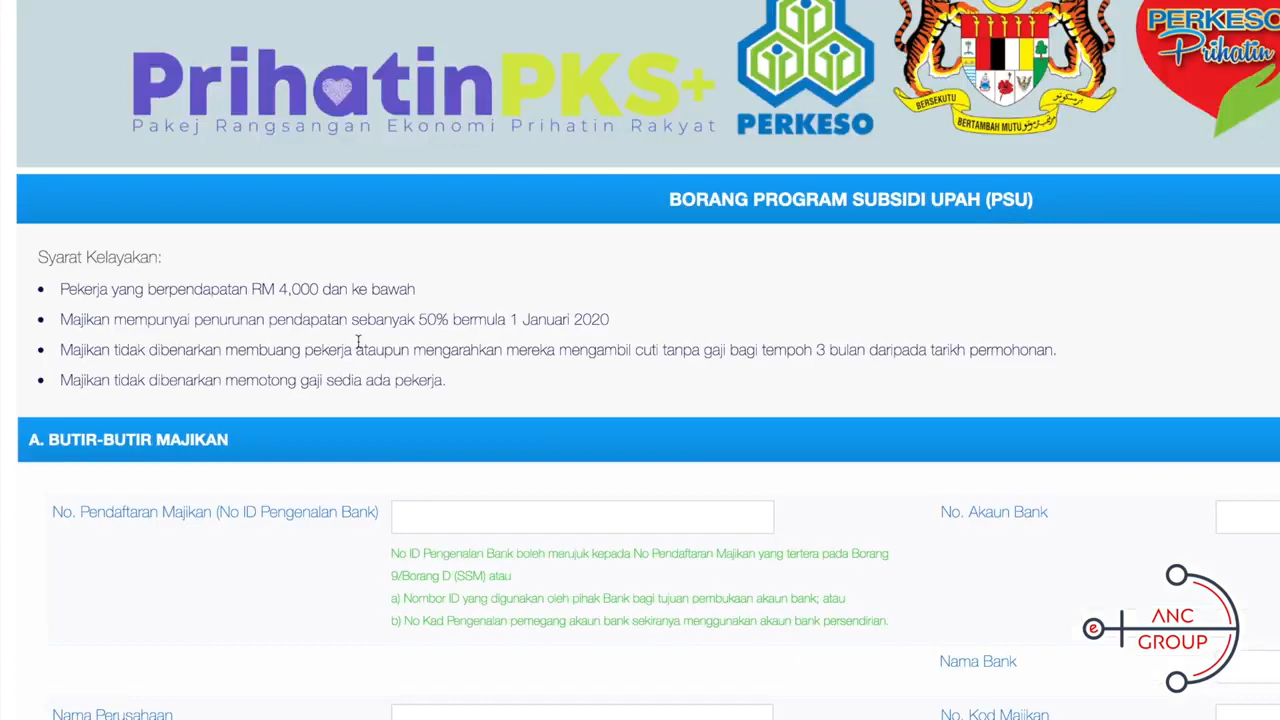 PrihatinPKS+
Pakej Rangsangan Ekonomi Prihatin Rakyat
PERKESO
BERSEKUTU
BERTAMBAH MUTU
PERKESO
Prihatin
BORANG PROGRAM SUBSIDI UPAH (PSU)
Syarat Kelayakan:
• Pekerja yang berpendapatan RM 4,000 dan ke bawah
• Majikan mempunyai penurunan pendapatan sebanyak 50% bermula 1 Januari 2020
• Majikan tidak dibenarkan membuang pekerja ataupun mengarahkan mereka mengambil cuti tanpa gaji bagi tempoh 3 bulan daripada tarikh permohonan.
• Majikan tidak dibenarkan memotong gaji sedia ada pekerja.
A. BUTIR-BUTIR MAJIKAN
No. Pendaftaran Majikan (No ID Pengenalan Bank)
No. Akaun Bank
No ID Pengenalan Bank boleh merujuk kepada No Pendaftaran Majikan yang tertera pada Borang
9/Borang D (SSM) atau
a) Nombor ID yang digunakan oleh pihak Bank bagi tujuan pembukaan akaun bank; atau
b) No Kad Pengenalan pemegang akaun bank sekiranya menggunakan akaun bank persendirian.
e
ANC
GROUP
Nama Bank
Nama Perusahaan
No. Kod Majikan